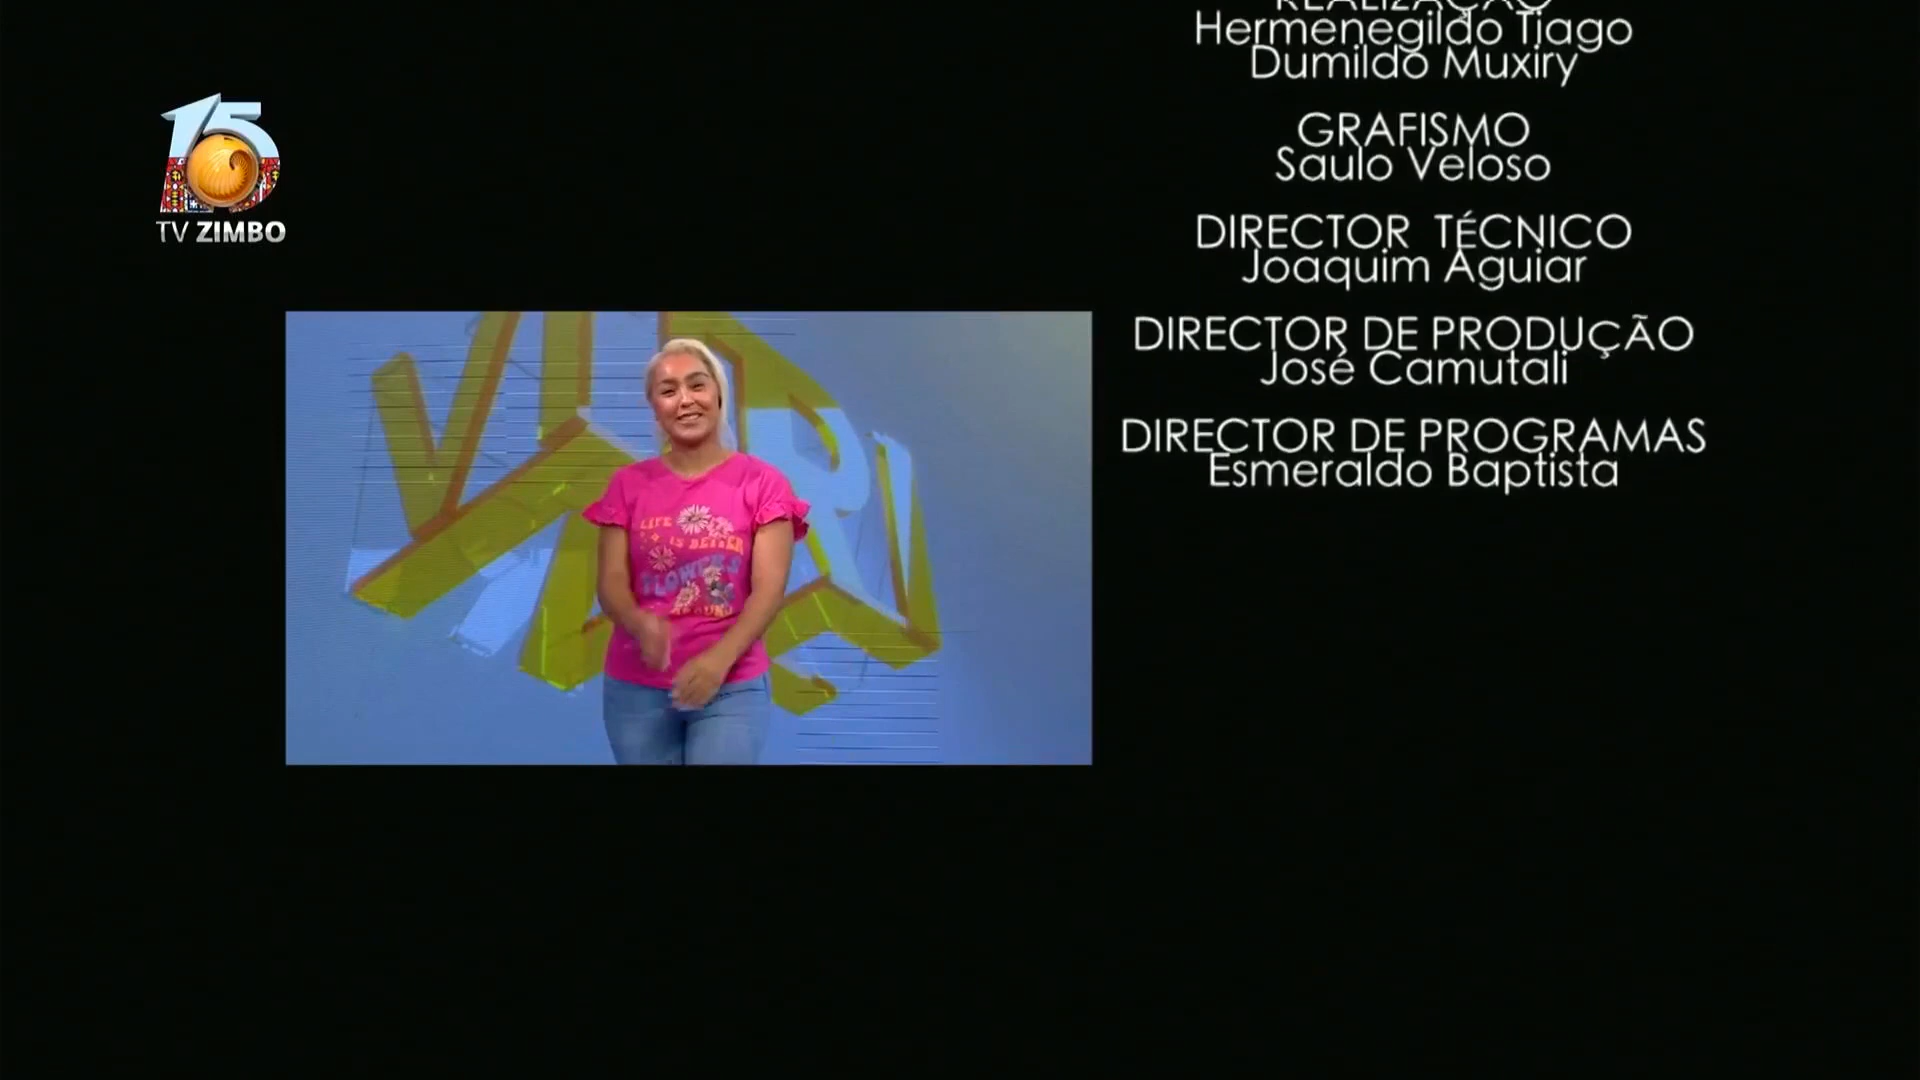 15
TV ZIMBO
REALIZAÇÃO
Hermenegildo Tiago
Dumildo Muxiry
GRAFISMO
Saulo Veloso
DIRECTOR TÉCNICO
Joaquim Aguiar
DIRECTOR DE PRODUÇÃO
José Camutali
DIRECTOR DE PROGRAMAS
Esmeraldo Baptista
LIFE
IS BETTER
FLOWERS